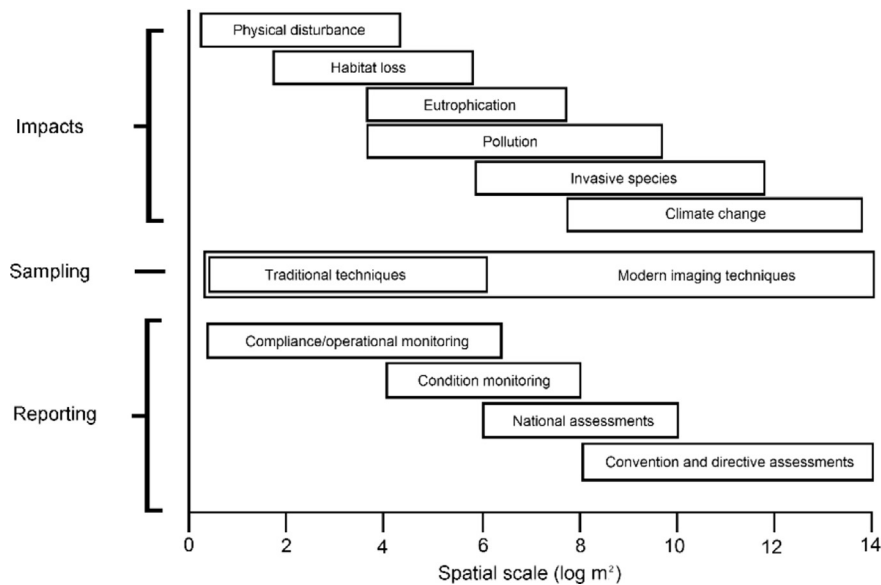 Physical disturbance
Habitat loss
Eutrophication
Impacts
Pollution
Invasive species
Climate change
Sampling
Traditional techniques
Modern imaging techniques
Compliance/operational monitoring
Condition monitoring
Reporting
National assessments
Convention and directive assessments
0 2 4 6 8 10 12 14
Spatial scale (log m²)